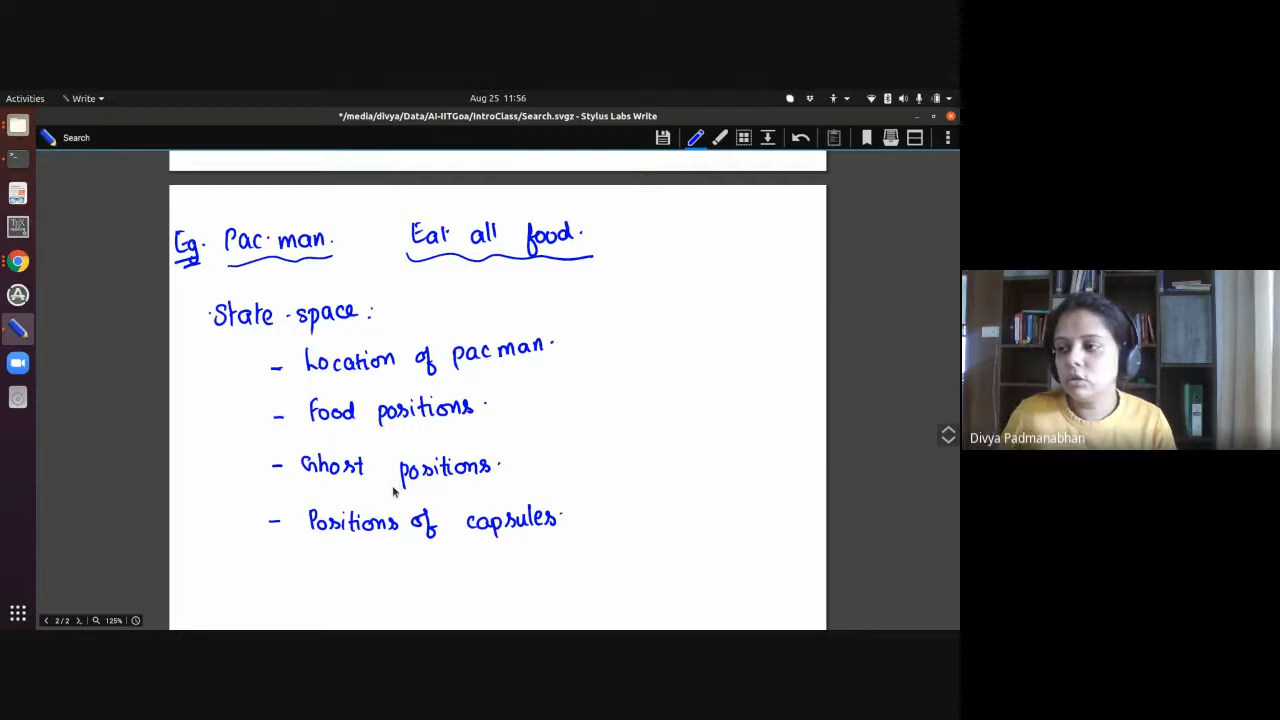 Activities
Write
Aug 25 11:56
*/media/divya/Data/AI-IITGoa/IntroClass/Search.svgz - Stylus Labs Write
Search
Eg. Pac-man. Eat all food.
State-space:
- Location of pacman.
- Food positions.
- Ghost positions.
- Positions of capsules.
Divya Padmanabhan
2/2
125%